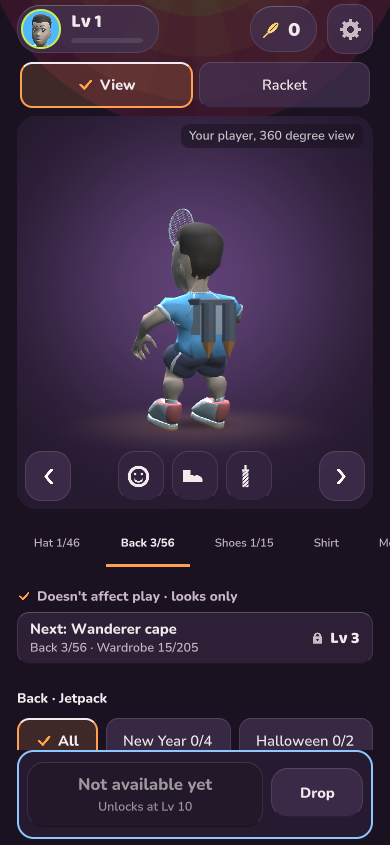 Lv 1
0
View
Racket
Your player, 360 degree view
Hat 1/46
Back 3/56
Shoes 1/15
Shirt
Doesn't affect play · looks only
Next: Wanderer cape
Back 3/56 · Wardrobe 15/205
Lv 3
Back · Jetpack
All
New Year 0/4
Halloween 0/2
Not available yet
Unlocks at Lv 10
Drop